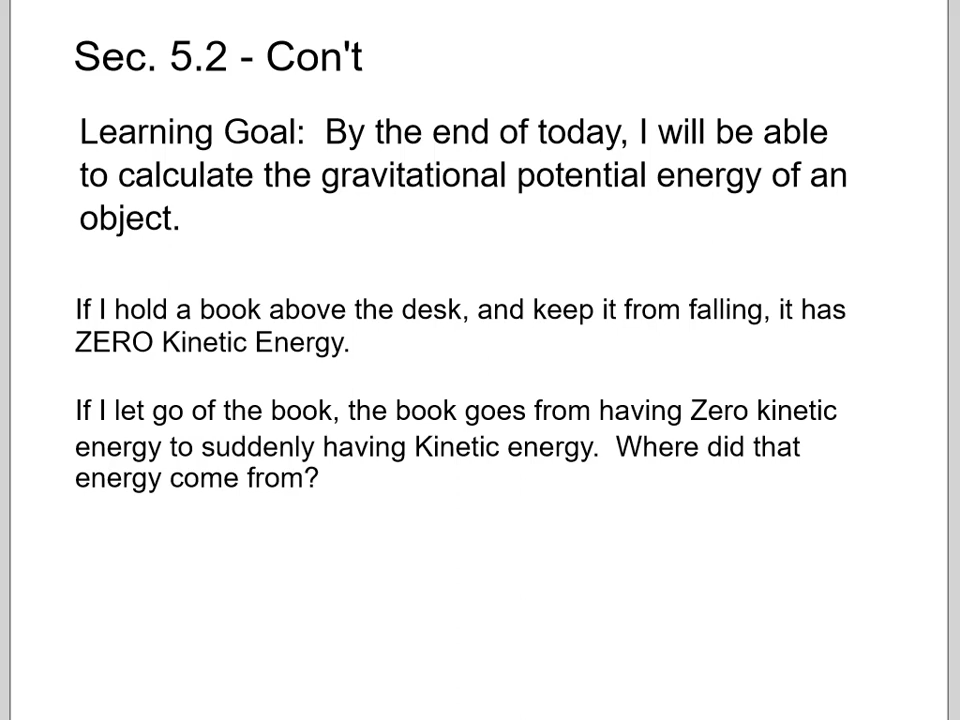 Sec. 5.2 - Con't
Learning Goal:  By the end of today, I will be able
to calculate the gravitational potential energy of an
object.
If I hold a book above the desk, and keep it from falling, it has
ZERO Kinetic Energy.
If I let go of the book, the book goes from having Zero kinetic
energy to suddenly having Kinetic energy.  Where did that
energy come from?